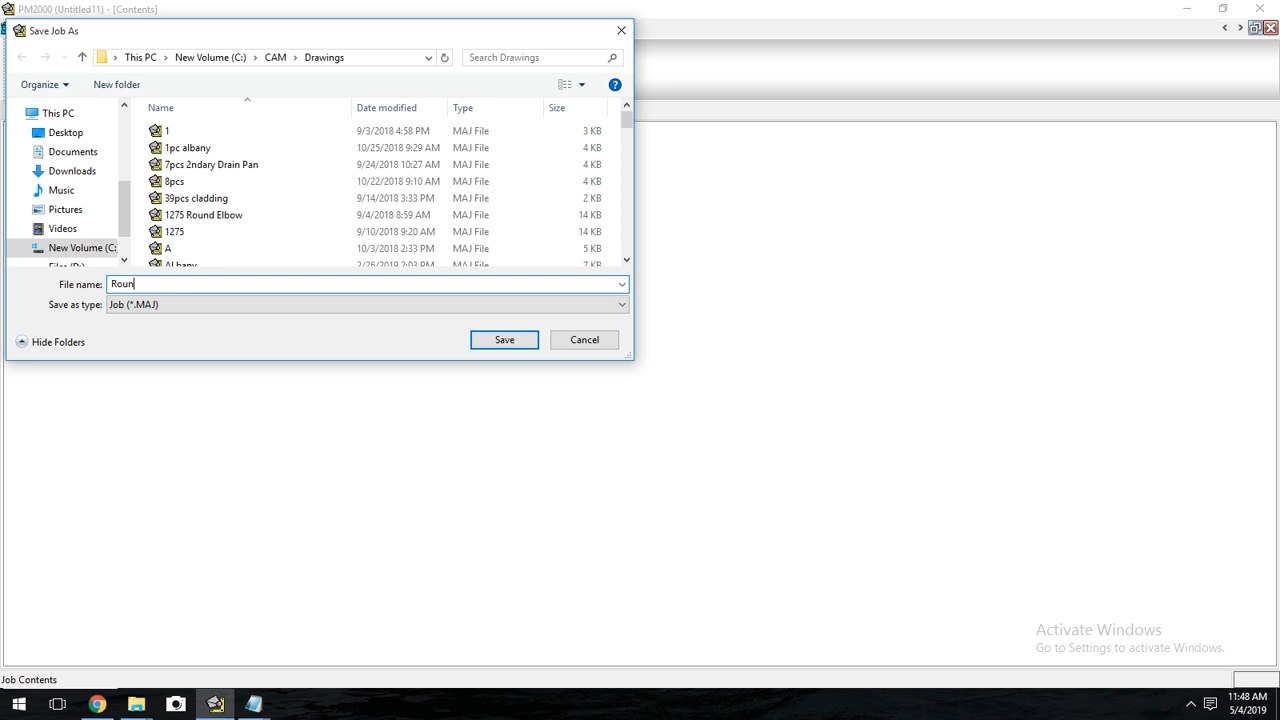 PM2000 (Untitled11) - [Contents]
Save Job As
This PC > New Volume (C:) > CAM > Drawings
Search Drawings
Organize
New folder
This PC
Desktop
Documents
Downloads
Music
Pictures
Videos
New Volume (C:
Name Date modified Type Size
1 9/3/2018 4:58 PM MAJ File 3 KB
1pc albany 10/25/2018 9:29 AM MAJ File 4 KB
7pcs 2ndary Drain Pan 9/24/2018 10:27 AM MAJ File 4 KB
8pcs 10/22/2018 9:10 AM MAJ File 4 KB
39pcs cladding 9/14/2018 3:33 PM MAJ File 2 KB
1275 Round Elbow 9/4/2018 8:59 AM MAJ File 14 KB
1275 9/10/2018 9:20 AM MAJ File 14 KB
A 10/3/2018 2:33 PM MAJ File 5 KB
2/26/2019 2:03 PM MAJ File 7 KB
File name: Roun
Save as type: Job (*.MAJ)
Hide Folders
Save
Cancel
Activate Windows
Go to Settings to activate Windows.
Job Contents
11:48 AM
5/4/2019